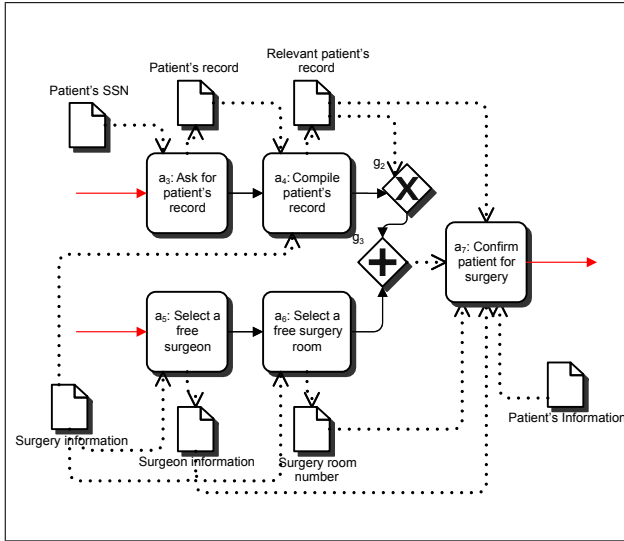 Relevant patient's
record
Patient's record
Patient's SSN
g2
a3: Ask for
patient's
record
a4: Compile
patient's
record
X
g3
+
a7: Confirm
patient for
surgery
a5: Select a
free
surgeon
a6: Select a
free surgery
room
Surgery information
Surgeon information
Surgery room
number
Patient's Information